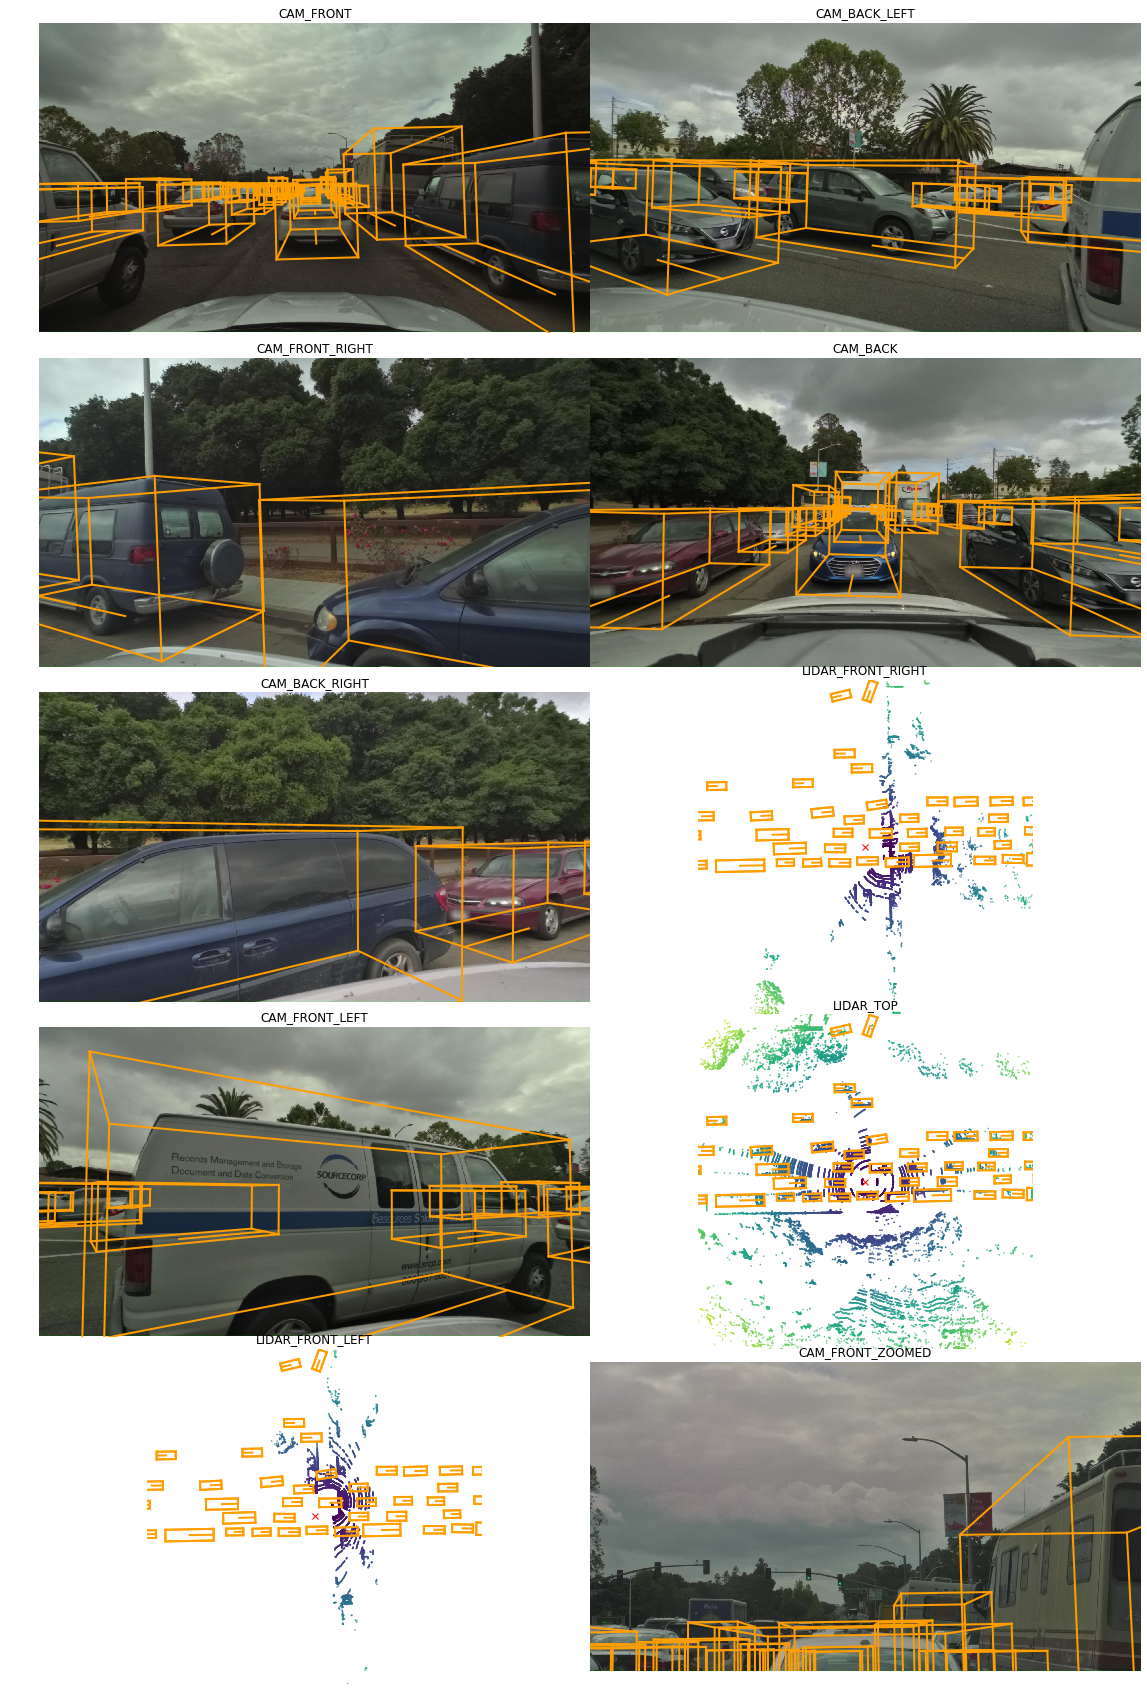 CAM_FRONT
CAM_BACK_LEFT
CAM_FRONT_RIGHT
CAM_BACK
CAM_BACK_RIGHT
LIDAR_FRONT_RIGHT
CAM_FRONT_LEFT
LIDAR_TOP
Records Management and Storage
Document and Data Conversion
SOURCECORP
LIDAR_FRONT_LEFT
CAM_FRONT_ZOOMED